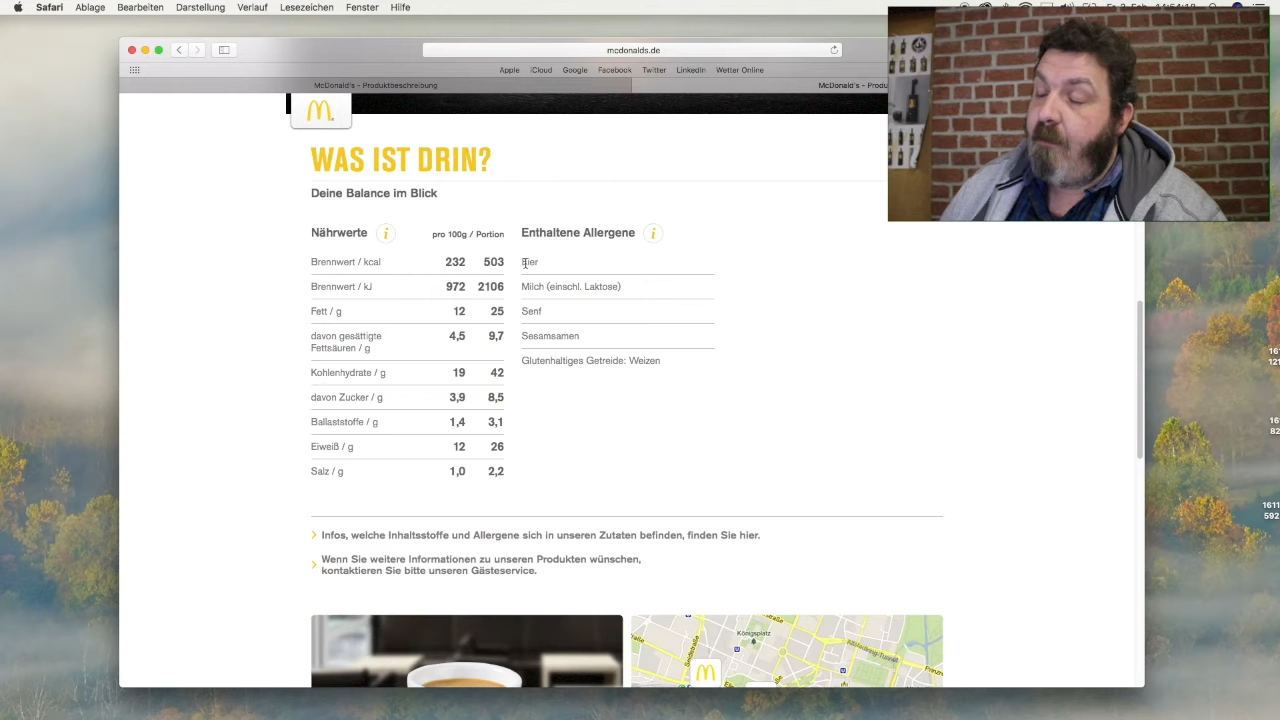 Safari Ablage Bearbeiten Darstellung Verlauf Lesezeichen Fenster Hilfe
mcdonalds.de
Apple iCloud Google Facebook Twitter LinkedIn Wetter Online
McDonald's - Produktbeschreibung
McDonald's - Produ
WAS IST DRIN?
Deine Balance im Blick
Nährwerte i pro 100g / Portion
Brennwert / kcal 232 503
Brennwert / kJ 972 2106
Fett / g 12 25
davon gesättigte
Fettsäuren / g 4,5 9,7
Kohlenhydrate / g 19 42
davon Zucker / g 3,9 8,5
Ballaststoffe / g 1,4 3,1
Eiweiß / g 12 26
Salz / g 1,0 2,2
Enthaltene Allergene i
Eier
Milch (einschl. Laktose)
Senf
Sesamsamen
Glutenhaltiges Getreide: Weizen
Infos, welche Inhaltsstoffe und Allergene sich in unseren Zutaten befinden, finden Sie hier.
Wenn Sie weitere Informationen zu unseren Produkten wünschen,
kontaktieren Sie bitte unseren Gästeservice.
Königsplatz